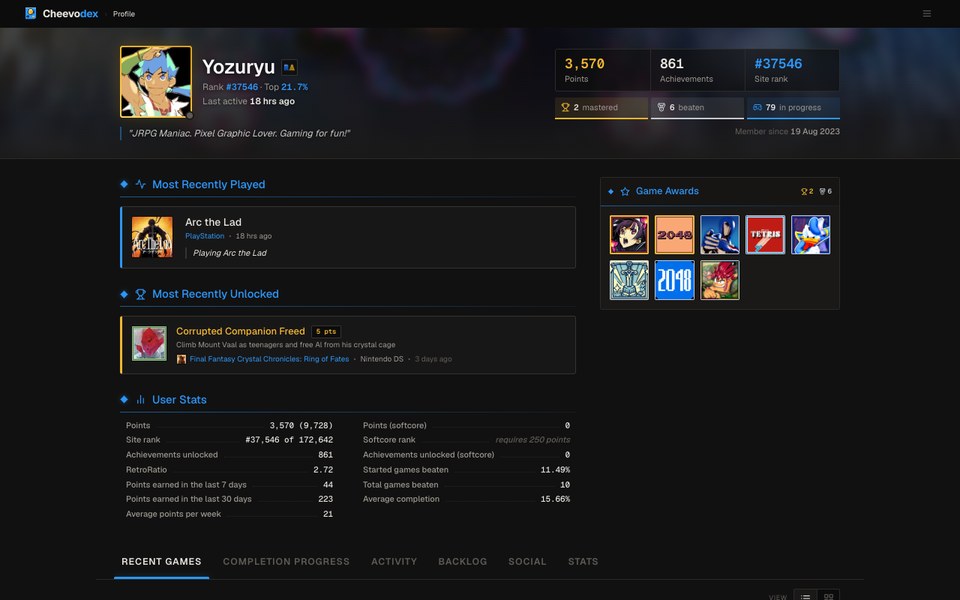 Cheevodex · Profile
Yozuryu
Rank #37546 · Top 21.7%
Last active 18 hrs ago
"JRPG Maniac. Pixel Graphic Lover. Gaming for fun!"
3,570
Points
861
Achievements
#37546
Site rank
2 mastered
6 beaten
79 in progress
Member since 19 Aug 2023
Most Recently Played
Arc the Lad
PlayStation · 18 hrs ago
Playing Arc the Lad
Most Recently Unlocked
Corrupted Companion Freed 5 pts
Climb Mount Vaal as teenagers and free Al from his crystal cage
Final Fantasy Crystal Chronicles: Ring of Fates · Nintendo DS · 3 days ago
User Stats
Points 3,570 (9,728)
Site rank #37,546 of 172,642
Achievements unlocked 861
RetroRatio 2.72
Points earned in the last 7 days 44
Points earned in the last 30 days 223
Average points per week 21
Points (softcore) 0
Softcore rank requires 250 points
Achievements unlocked (softcore) 0
Started games beaten 11.49%
Total games beaten 10
Average completion 15.66%
Game Awards 2 6
2048
TETRIS
2048
RECENT GAMES COMPLETION PROGRESS ACTIVITY BACKLOG SOCIAL STATS
VIEW